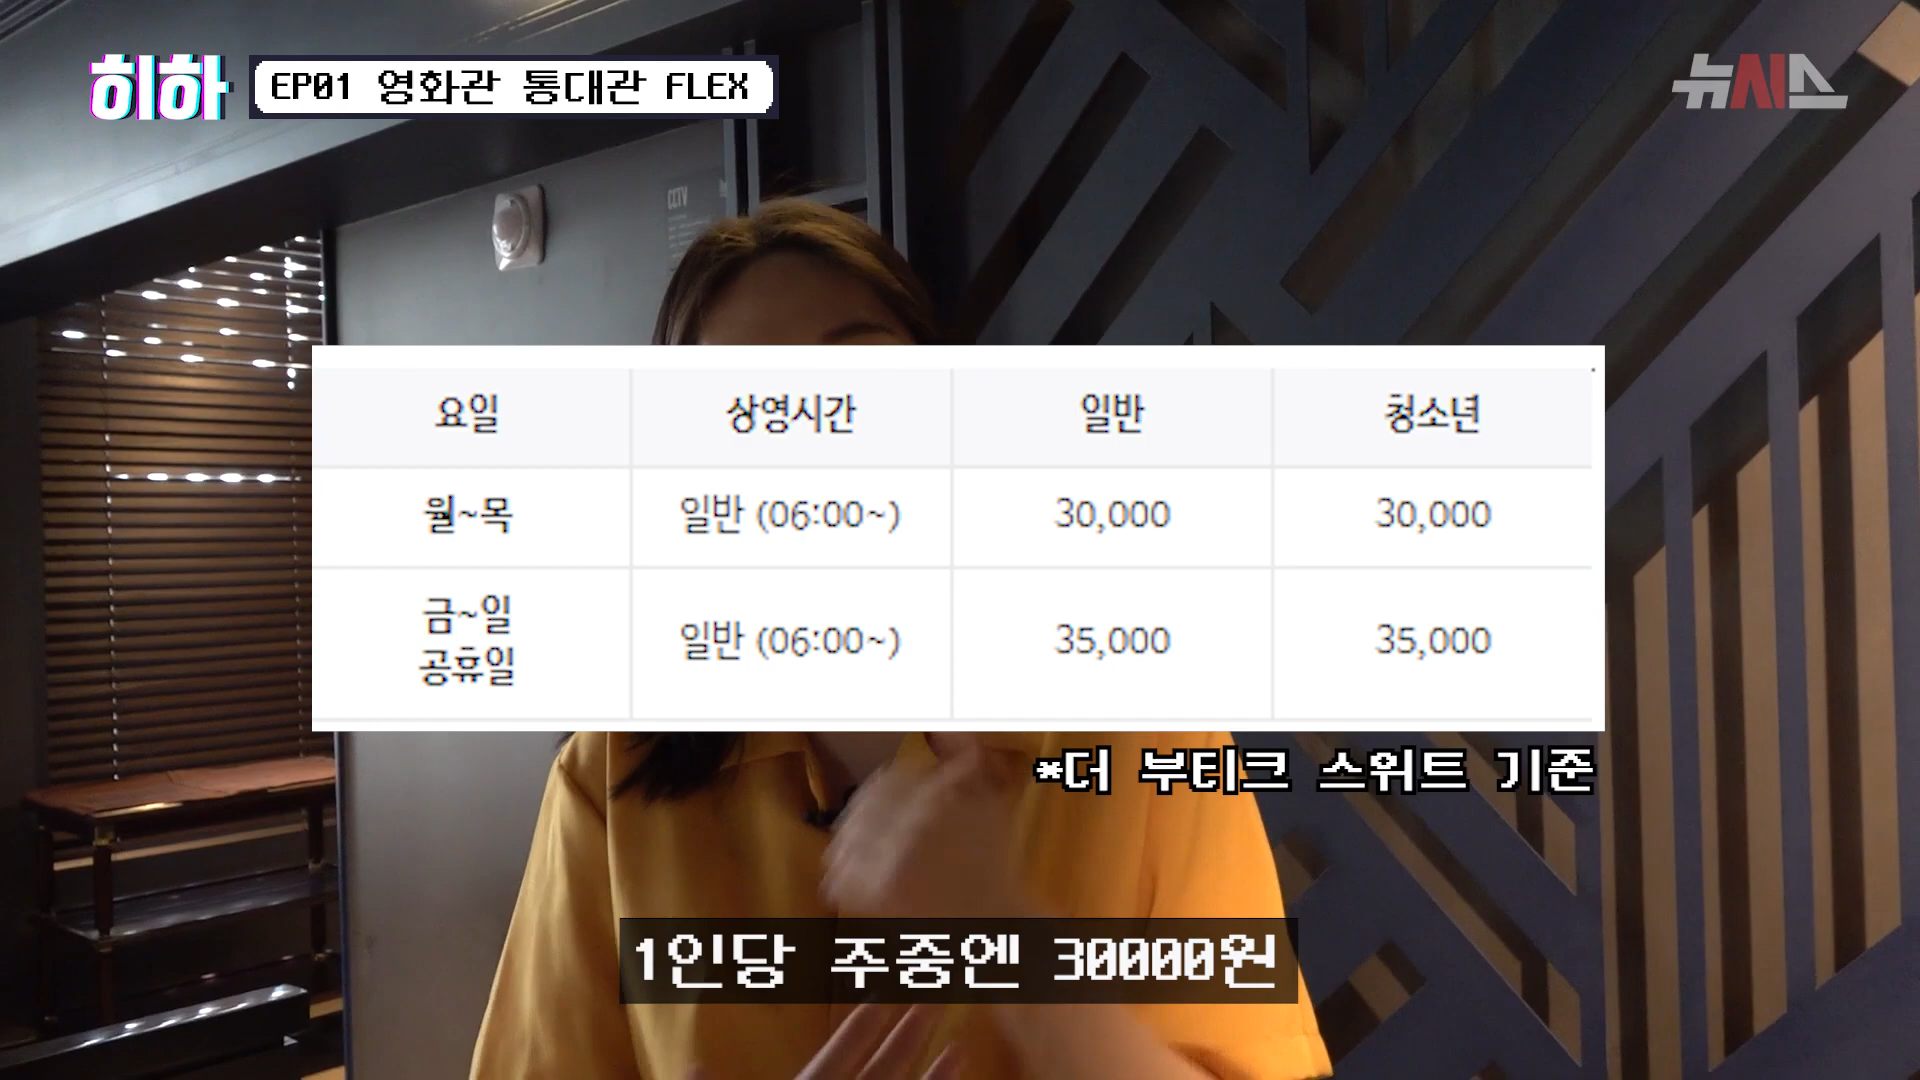 히하
EP01 영화관 통대관 FLEX
뉴시스
CCTV
요일 상영시간 일반 청소년
월~목 일반 (06:00~) 30,000 30,000
금~일
공휴일 일반 (06:00~) 35,000 35,000
*더 부티크 스위트 기준
1인당 주중엔 30000원